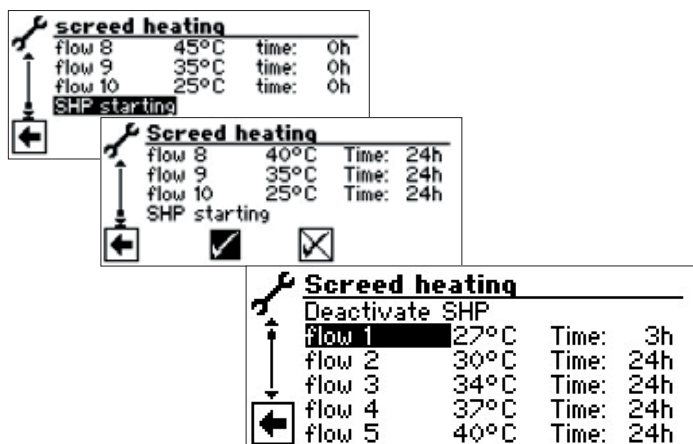 screed heating
flow 8 45°C time: 0h
flow 9 35°C time: 0h
flow 10 25°C time: 0h
SHP starting
Screed heating
flow 8 40°C Time: 24h
flow 9 35°C Time: 24h
flow 10 25°C Time: 24h
SHP starting
Screed heating
Deactivate SHP
flow 1 27°C Time: 3h
flow 2 30°C Time: 24h
flow 3 34°C Time: 24h
flow 4 37°C Time: 24h
flow 5 40°C Time: 24h